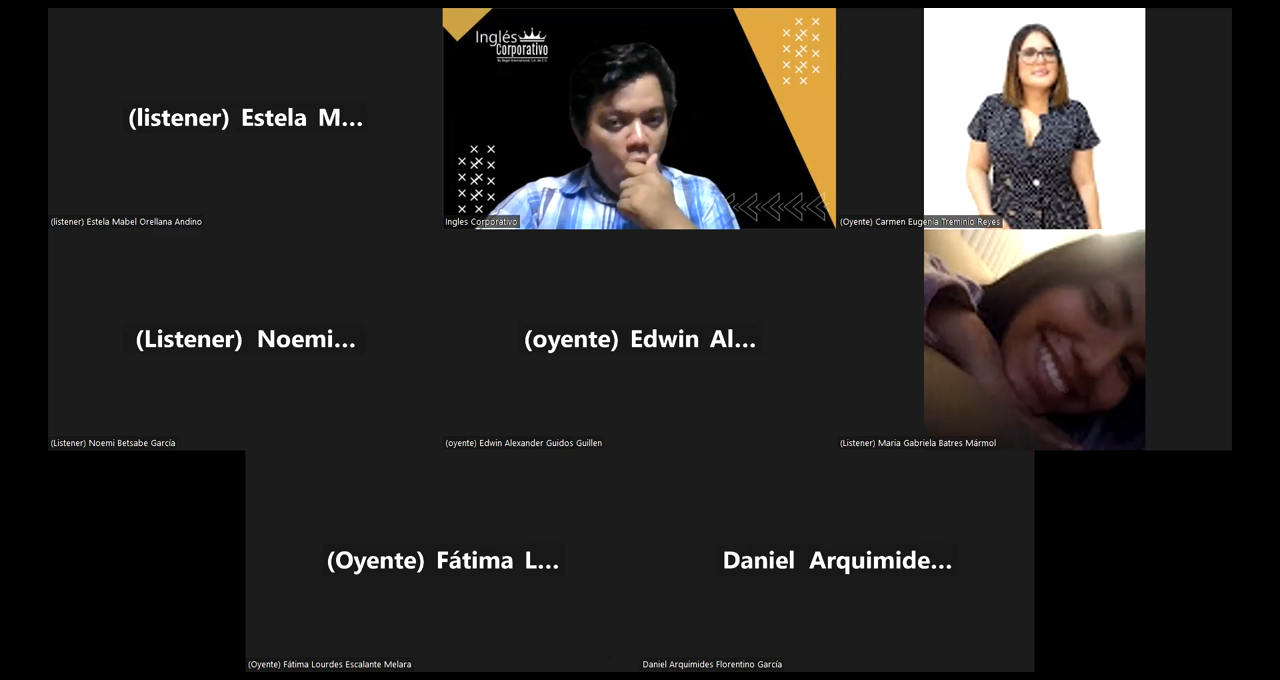 (listener) Estela M...
(listener) Estela Mabel Orellana Andino
Inglés
Corporativo
Ingles Corporativo
(Oyente) Carmen Eugenia Treminio Reyes
(Listener) Noemi...
(Listener) Noemi Betsabe García
(oyente) Edwin Al...
(oyente) Edwin Alexander Guidos Guillen
(Listener) Maria Gabriela Batres Mármol
(Oyente) Fátima L...
(Oyente) Fátima Lourdes Escalante Melara
Daniel Arquimide...
Daniel Arquimides Florentino García